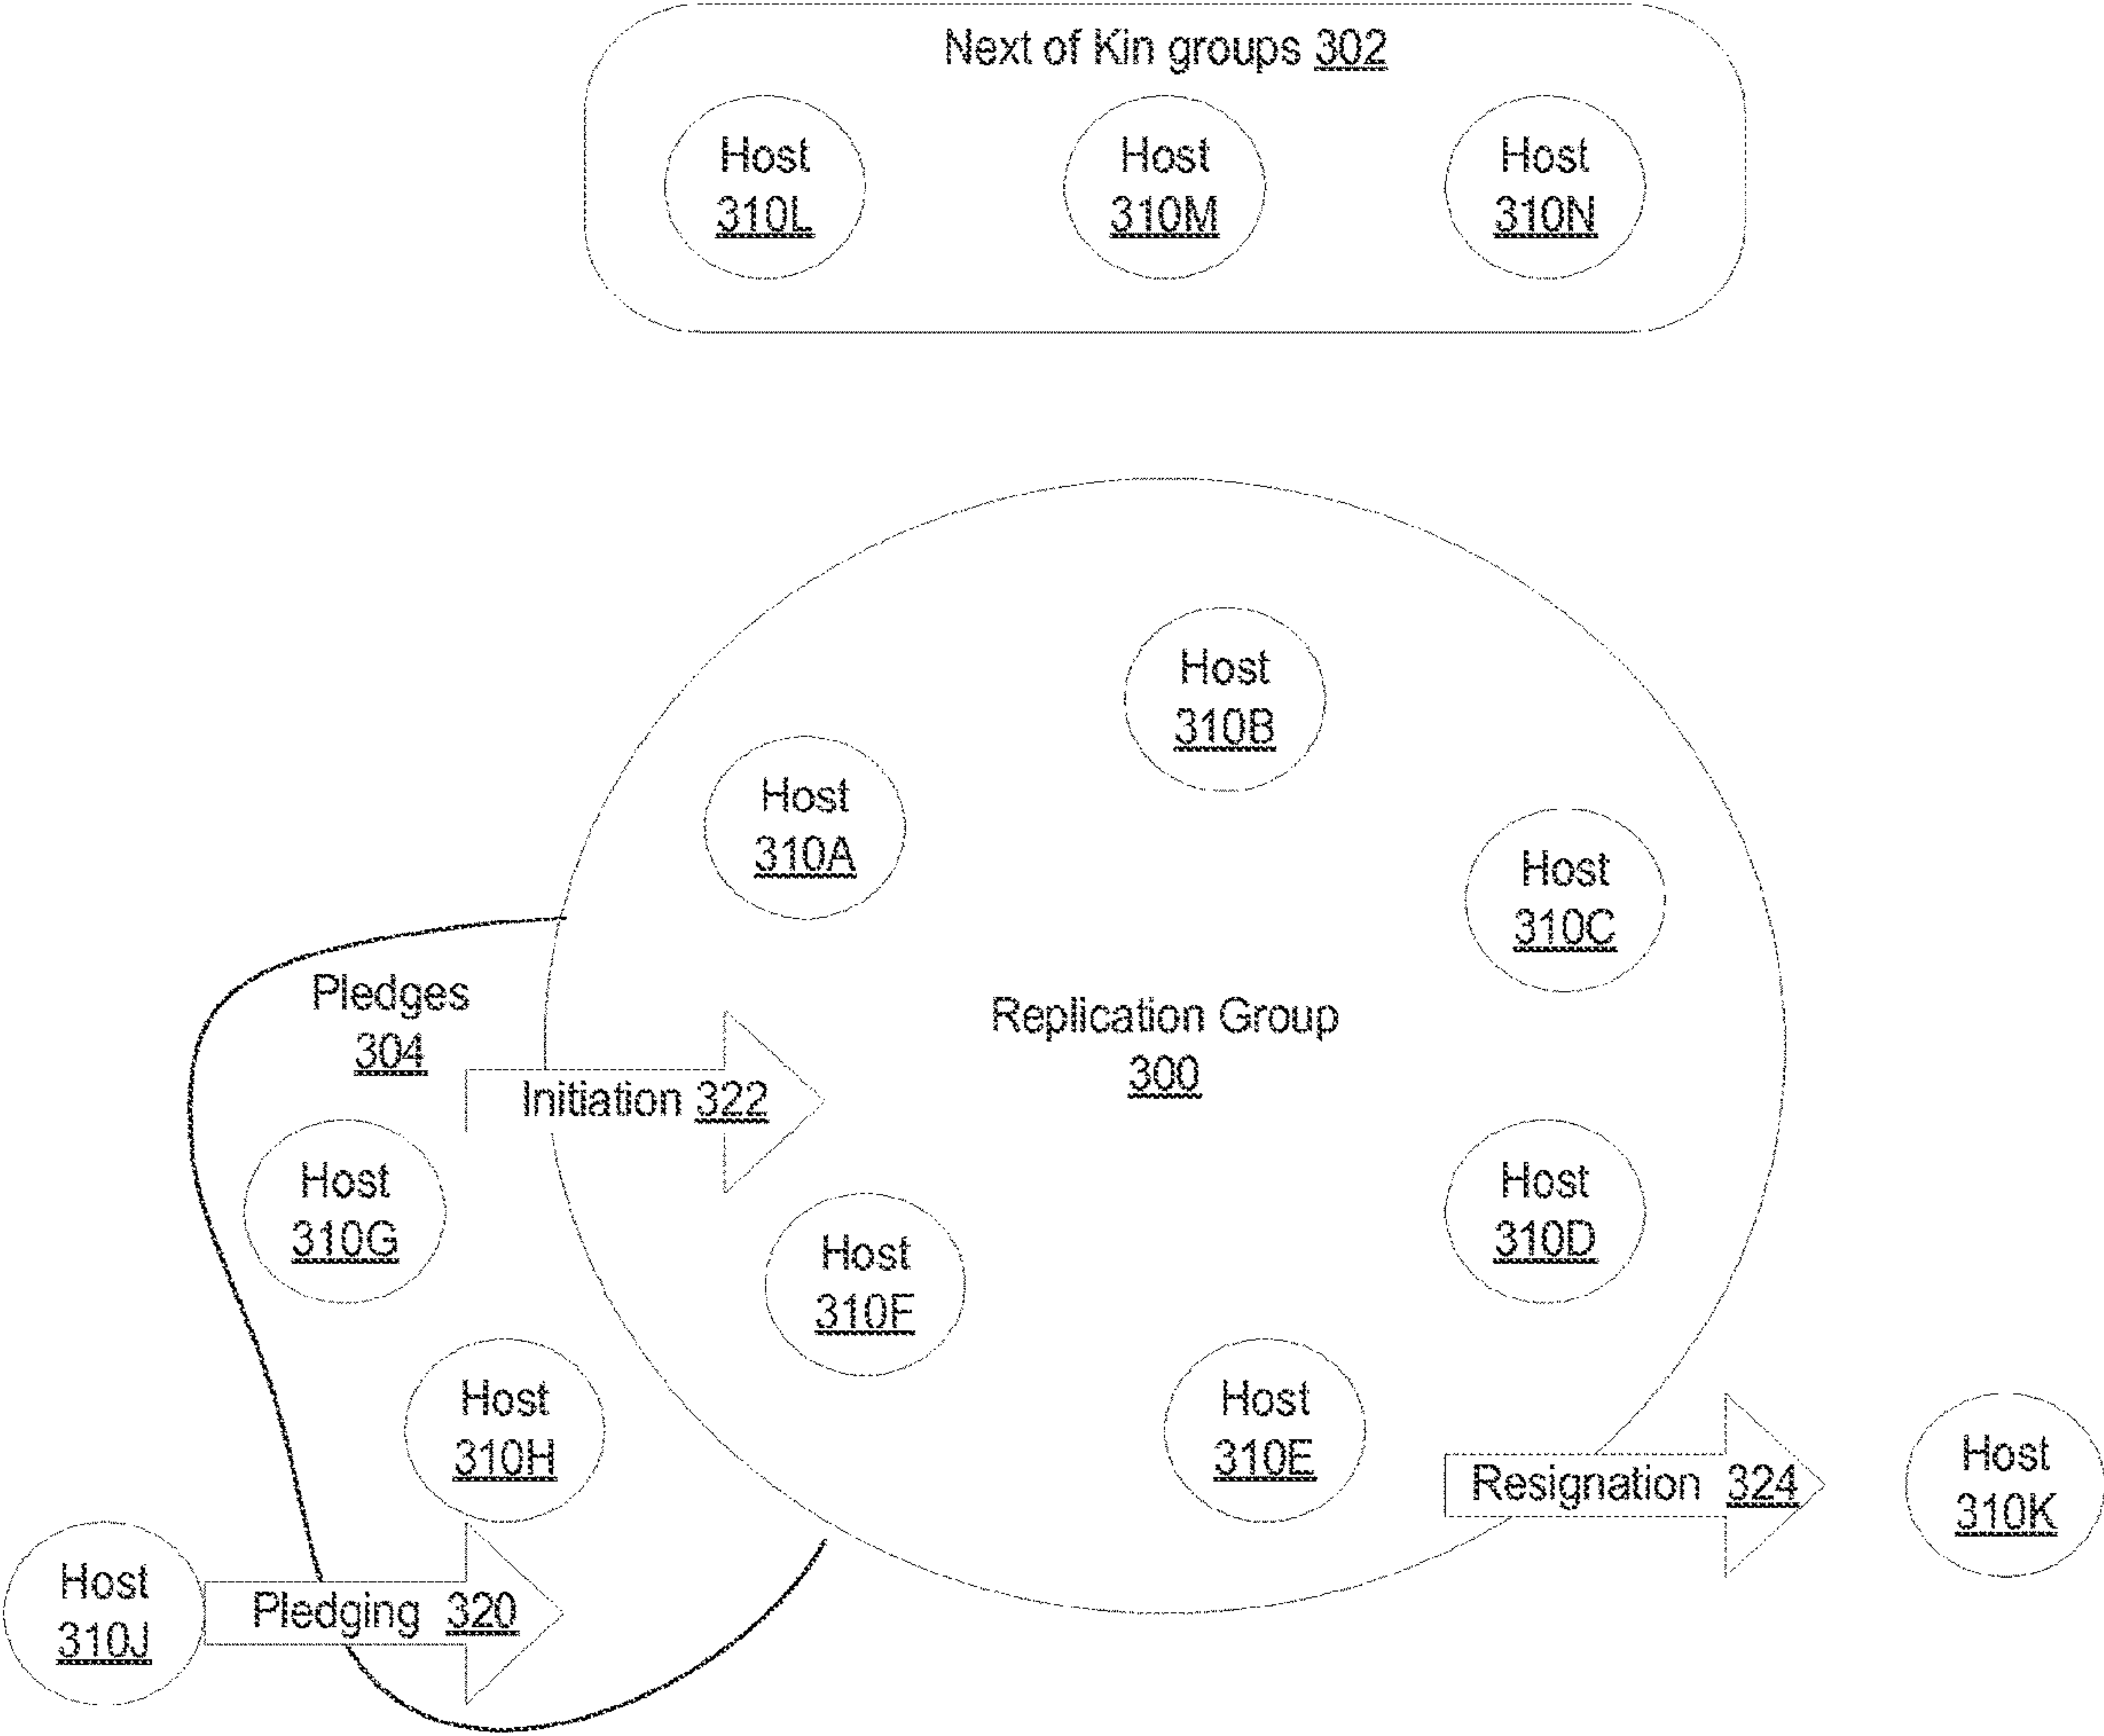 Next of Kin groups 302
Host
310L
Host
310M
Host
310N
Host
310B
Host
310A
Host
310C
Pledges
304
Replication Group
300
Initiation 322
Host
310G
Host
310D
Host
310F
Host
310H
Host
310E
Resignation 324
Host
310K
Host
310J
Pledging 320